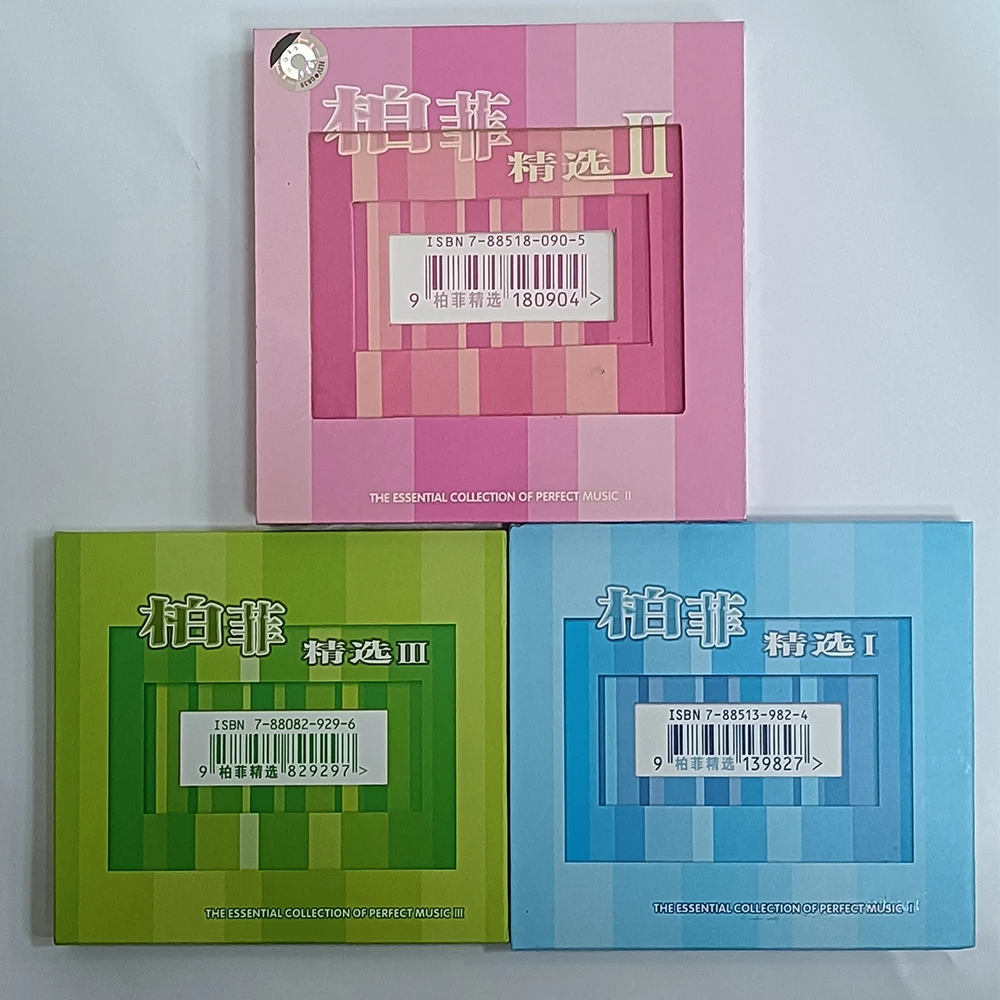 柏菲
精选 II
ISBN 7-88518-090-5
9 柏菲精选 180904 >
THE ESSENTIAL COLLECTION OF PERFECT MUSIC II
柏菲
精选 III
ISBN 7-88082-929-6
9 柏菲精选 829297 >
THE ESSENTIAL COLLECTION OF PERFECT MUSIC III
柏菲
精选 I
ISBN 7-88513-982-4
9 柏菲精选 139827 >
THE ESSENTIAL COLLECTION OF PERFECT MUSIC I